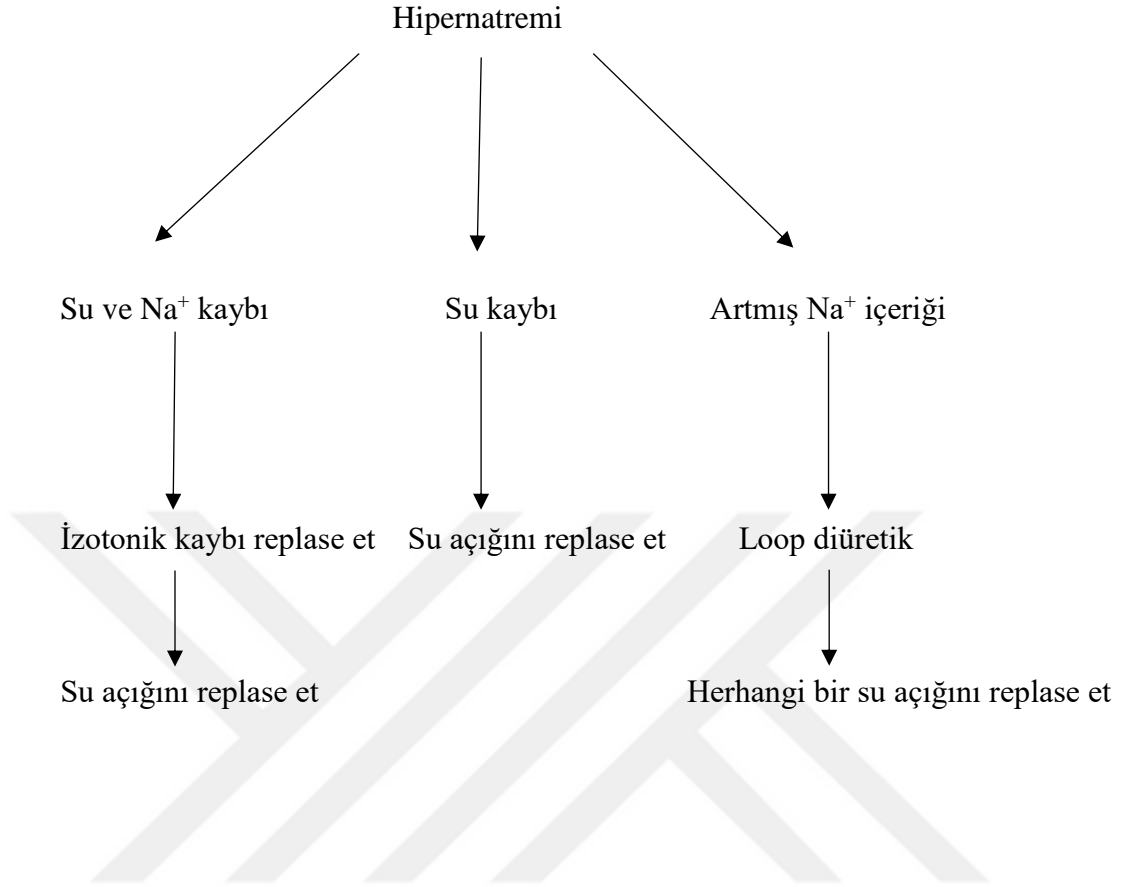 Hipernatremi
Su ve Na⁺ kaybı
Su kaybı
Artmış Na⁺ içeriği
İzotonik kaybı replase et
Su açığını replase et
Loop diüretik
Su açığını replase et
Herhangi bir su açığını replase et